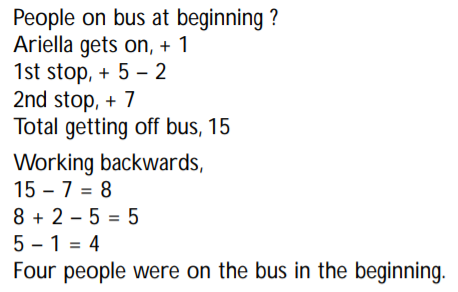 People on bus at beginning ?
Ariella gets on, + 1
1st stop, + 5 – 2
2nd stop, + 7
Total getting off bus, 15
Working backwards,
15 – 7 = 8
8 + 2 – 5 = 5
5 – 1 = 4
Four people were on the bus in the beginning.